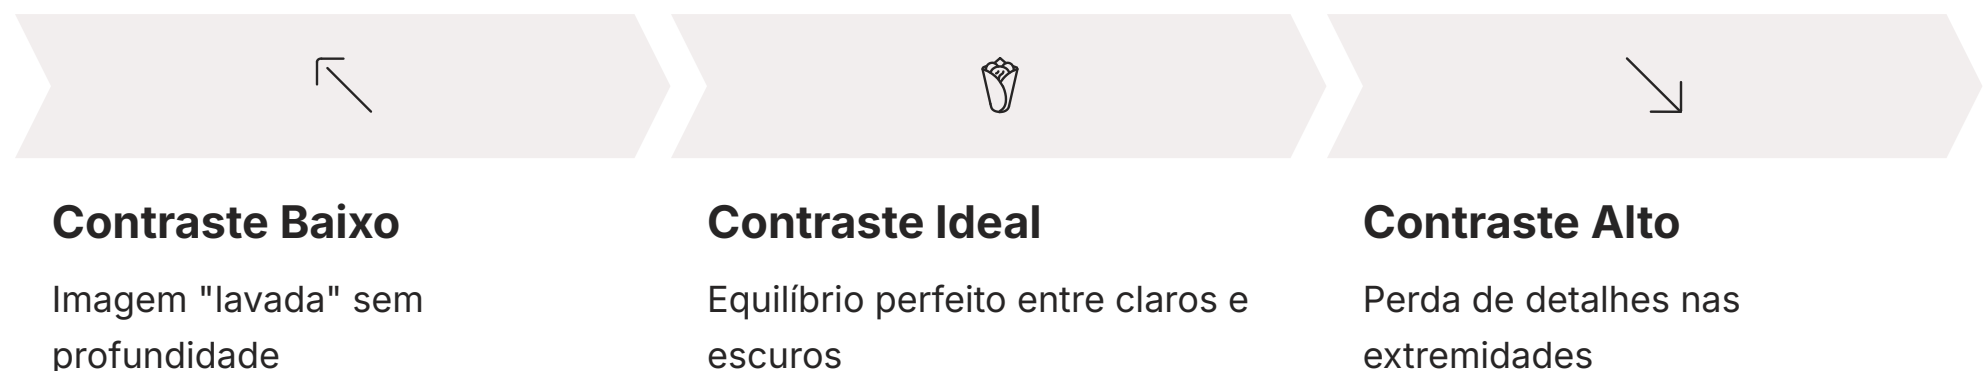 Contraste Baixo
Imagem "lavada" sem
profundidade
Contraste Ideal
Equilíbrio perfeito entre claros e
escuros
Contraste Alto
Perda de detalhes nas
extremidades